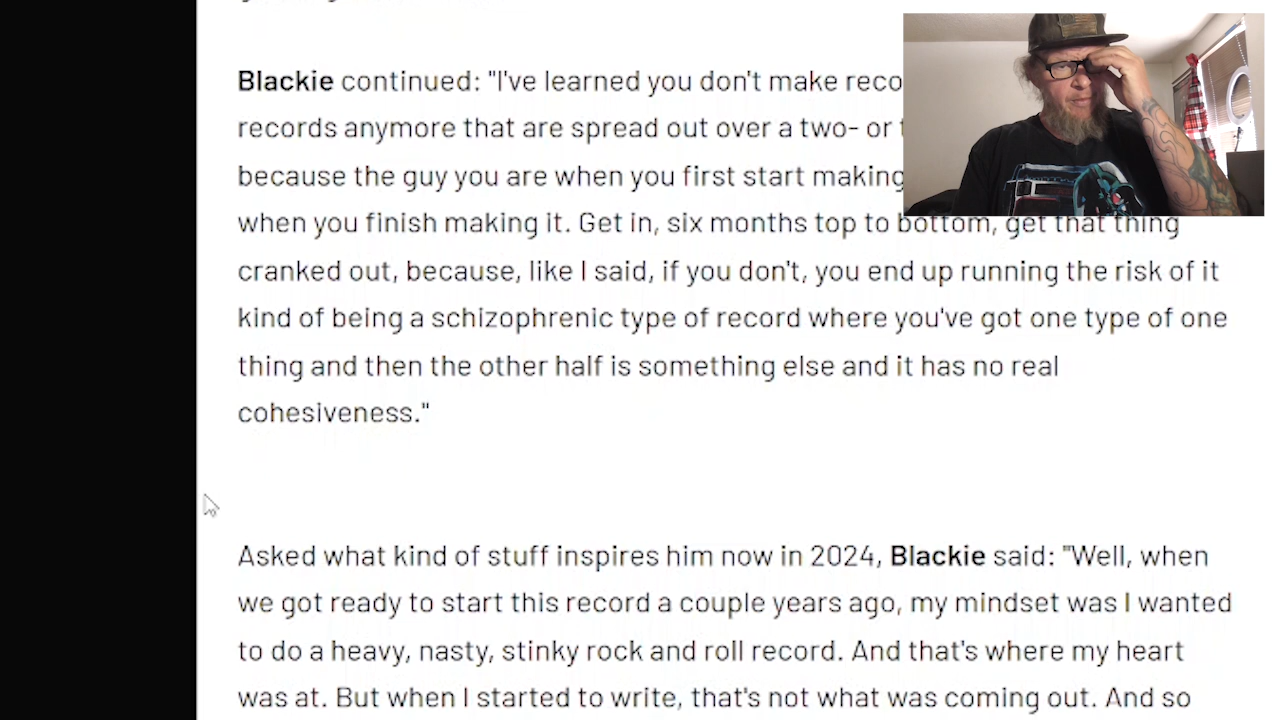 Blackie continued: "I've learned you don't make
records anymore that are spread out over a two- or
because the guy you are when you first start making
when you finish making it. Get in, six months top to bottom, get that thing
cranked out, because, like I said, if you don't, you end up running the risk of it
kind of being a schizophrenic type of record where you've got one type of one
thing and then the other half is something else and it has no real
cohesiveness."
Asked what kind of stuff inspires him now in 2024, Blackie said: "Well, when
we got ready to start this record a couple years ago, my mindset was I wanted
to do a heavy, nasty, stinky rock and roll record. And that's where my heart
was at. But when I started to write, that's not what was coming out. And so